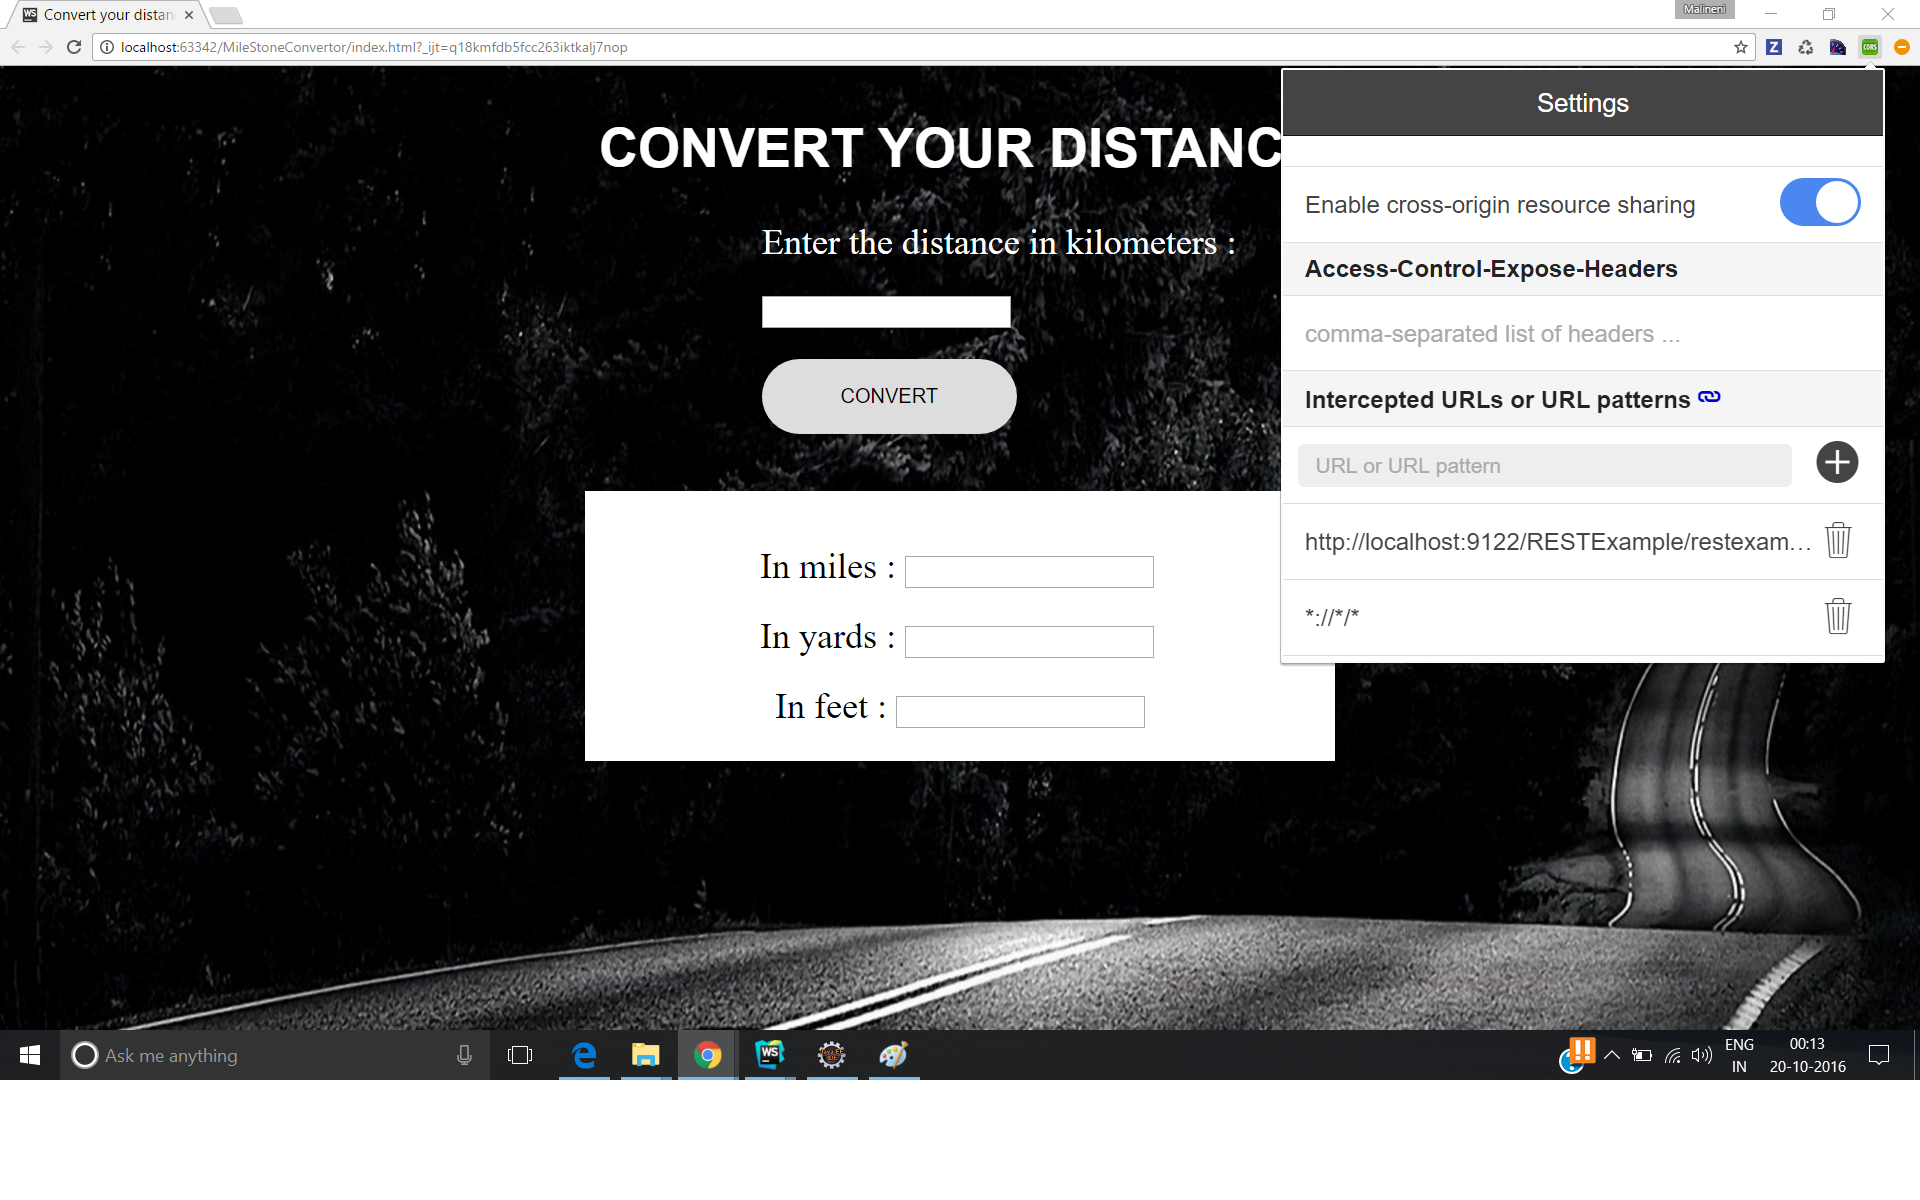 Malineni
WS Convert your distan
localhost:63342/MileStoneConvertor/index.html?_ijt=q18kmfdb5fcc263iktkalj7nop
Z
CORS
CONVERT YOUR DISTANC
Enter the distance in kilometers :
CONVERT
In miles :
In yards :
In feet :
Settings
Enable cross-origin resource sharing
Access-Control-Expose-Headers
comma-separated list of headers ...
Intercepted URLs or URL patterns
URL or URL pattern
http://localhost:9122/RESTExample/restexam...
*://*/*
Ask me anything
WS
ENG
IN
00:13
20-10-2016